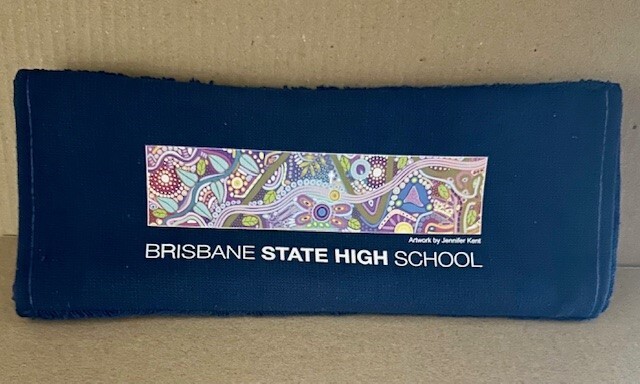 Artwork by Jennifer Kent
BRISBANE STATE HIGH SCHOOL